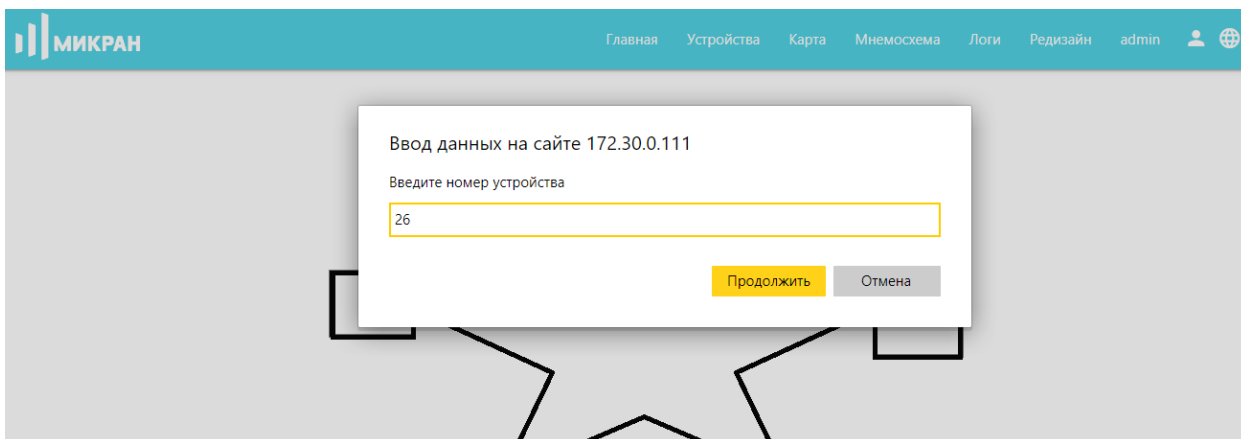 МИКРАН
Главная Устройства Карта Мнемосхема Логи Редизайн admin
Ввод данных на сайте 172.30.0.111
Введите номер устройства
26
Продолжить Отмена